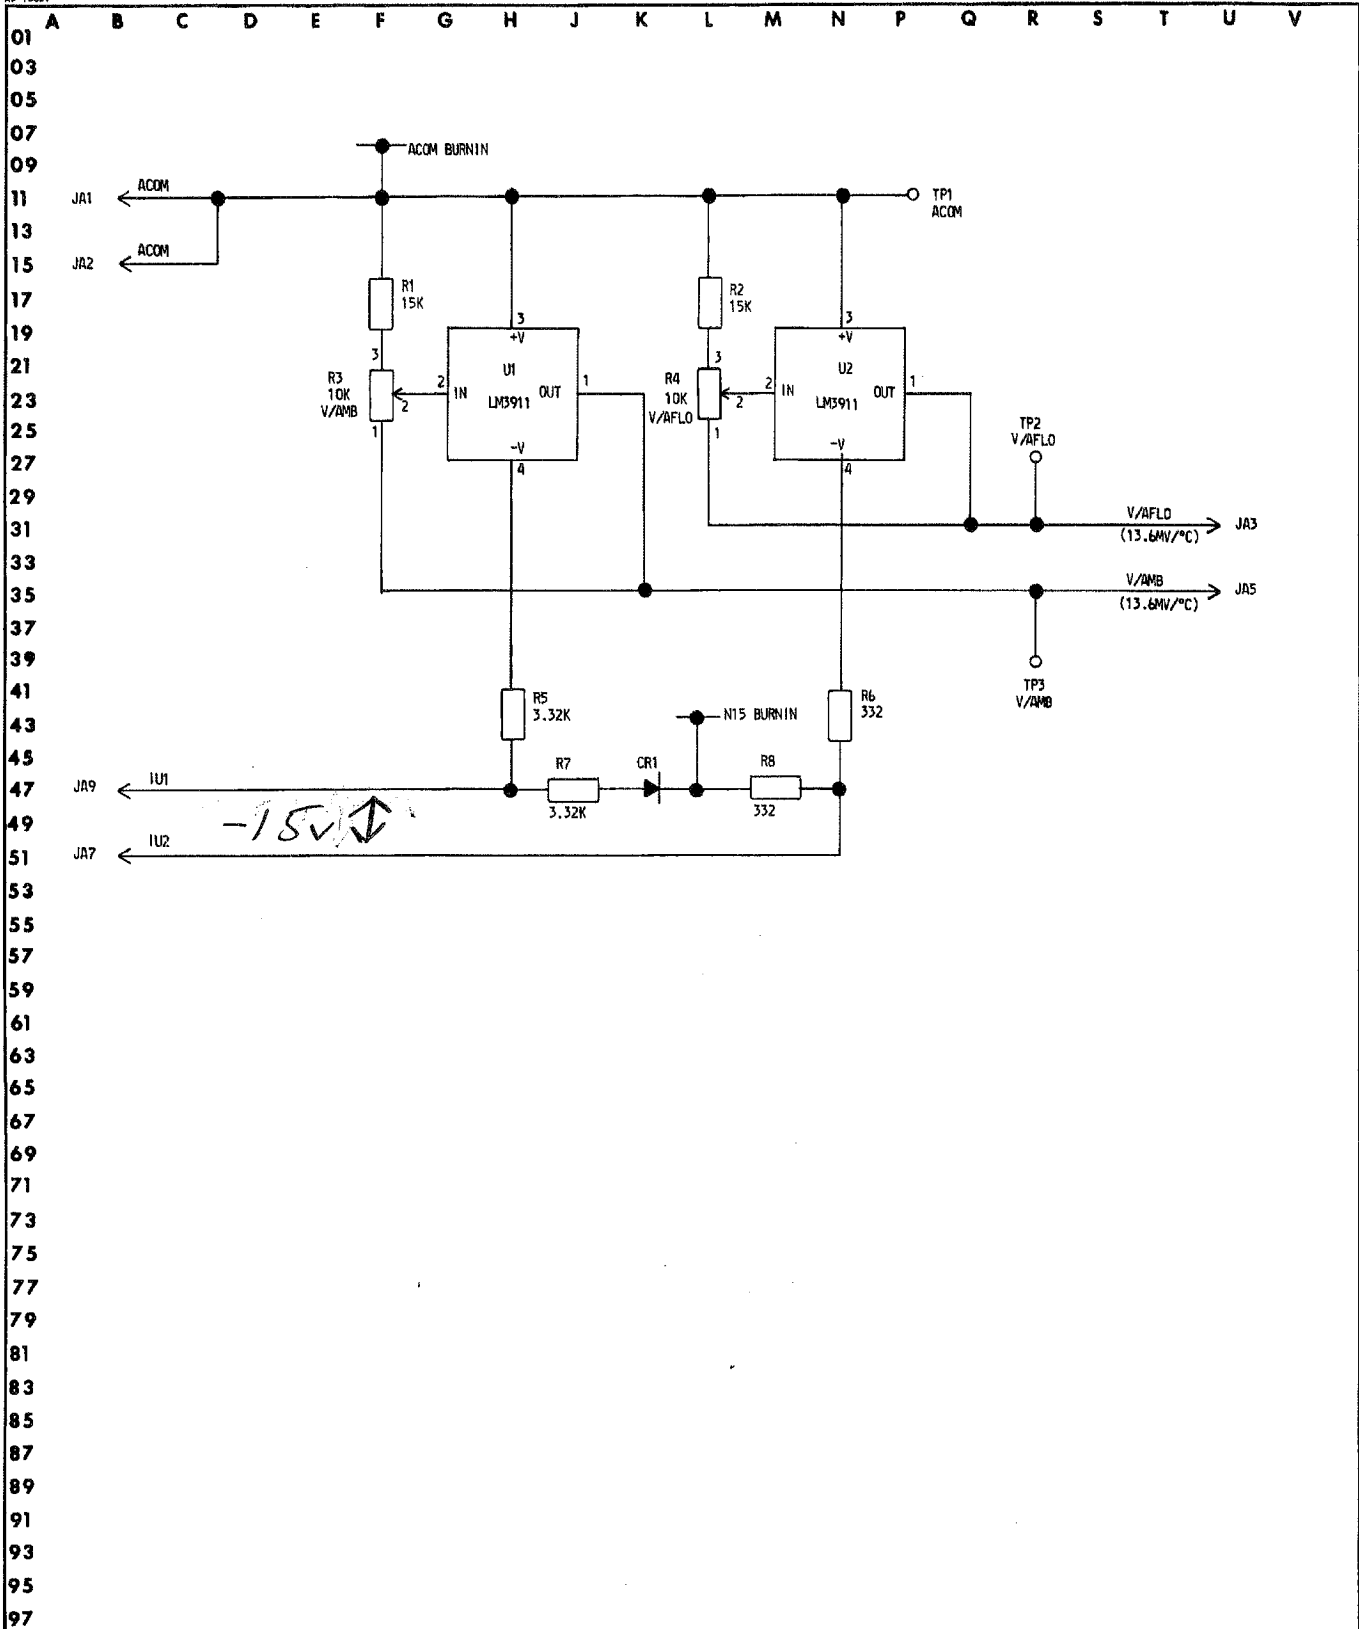 A B C D E F G H J K L M N P Q R S T U V
01
03
05
07
ACOM BURNIN
09
11 JA1 ACOM TP1
ACOM
13
15 JA2 ACOM
17 R1 R2
15K 15K
19 3 3
+V +V
21 3 U1 3 U2
R3 2 IN OUT 1 R4 2 IN OUT 1
23 10K 2 LM3911 10K 2 LM3911
V/AMB V/AFLO
25 1 -V 1 -V TP2
V/AFLO
27 4 4
29
31 V/AFLO JA3
(13.6MV/°C)
33
35 V/AMB JA5
(13.6MV/°C)
37
39
41 R5 R6 TP3
3.32K 332 V/AMB
43 N15 BURNIN
45 R7 CR1 R8
47 JA9 IU1
3.32K 332
49 -15v
51 JA7 IU2
53
55
57
59
61
63
65
67
69
71
73
75
77
79
81
83
85
87
89
91
93
95
97